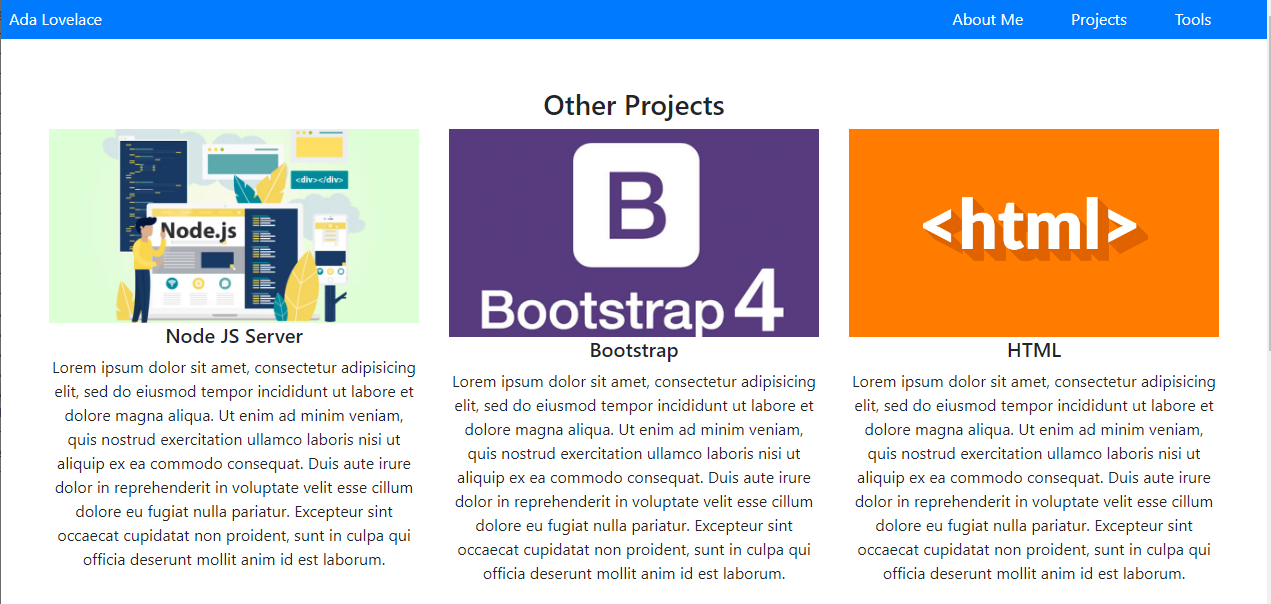 Ada Lovelace
About Me
Projects
Tools
Other Projects
<div></div>
Node.js
Node JS Server
Lorem ipsum dolor sit amet, consectetur adipisicing
elit, sed do eiusmod tempor incididunt ut labore et
dolore magna aliqua. Ut enim ad minim veniam,
quis nostrud exercitation ullamco laboris nisi ut
aliquip ex ea commodo consequat. Duis aute irure
dolor in reprehenderit in voluptate velit esse cillum
dolore eu fugiat nulla pariatur. Excepteur sint
occaecat cupidatat non proident, sunt in culpa qui
officia deserunt mollit anim id est laborum.
B
Bootstrap 4
Bootstrap
Lorem ipsum dolor sit amet, consectetur adipisicing
elit, sed do eiusmod tempor incididunt ut labore et
dolore magna aliqua. Ut enim ad minim veniam,
quis nostrud exercitation ullamco laboris nisi ut
aliquip ex ea commodo consequat. Duis aute irure
dolor in reprehenderit in voluptate velit esse cillum
dolore eu fugiat nulla pariatur. Excepteur sint
occaecat cupidatat non proident, sunt in culpa qui
officia deserunt mollit anim id est laborum.
<html>
HTML
Lorem ipsum dolor sit amet, consectetur adipisicing
elit, sed do eiusmod tempor incididunt ut labore et
dolore magna aliqua. Ut enim ad minim veniam,
quis nostrud exercitation ullamco laboris nisi ut
aliquip ex ea commodo consequat. Duis aute irure
dolor in reprehenderit in voluptate velit esse cillum
dolore eu fugiat nulla pariatur. Excepteur sint
occaecat cupidatat non proident, sunt in culpa qui
officia deserunt mollit anim id est laborum.